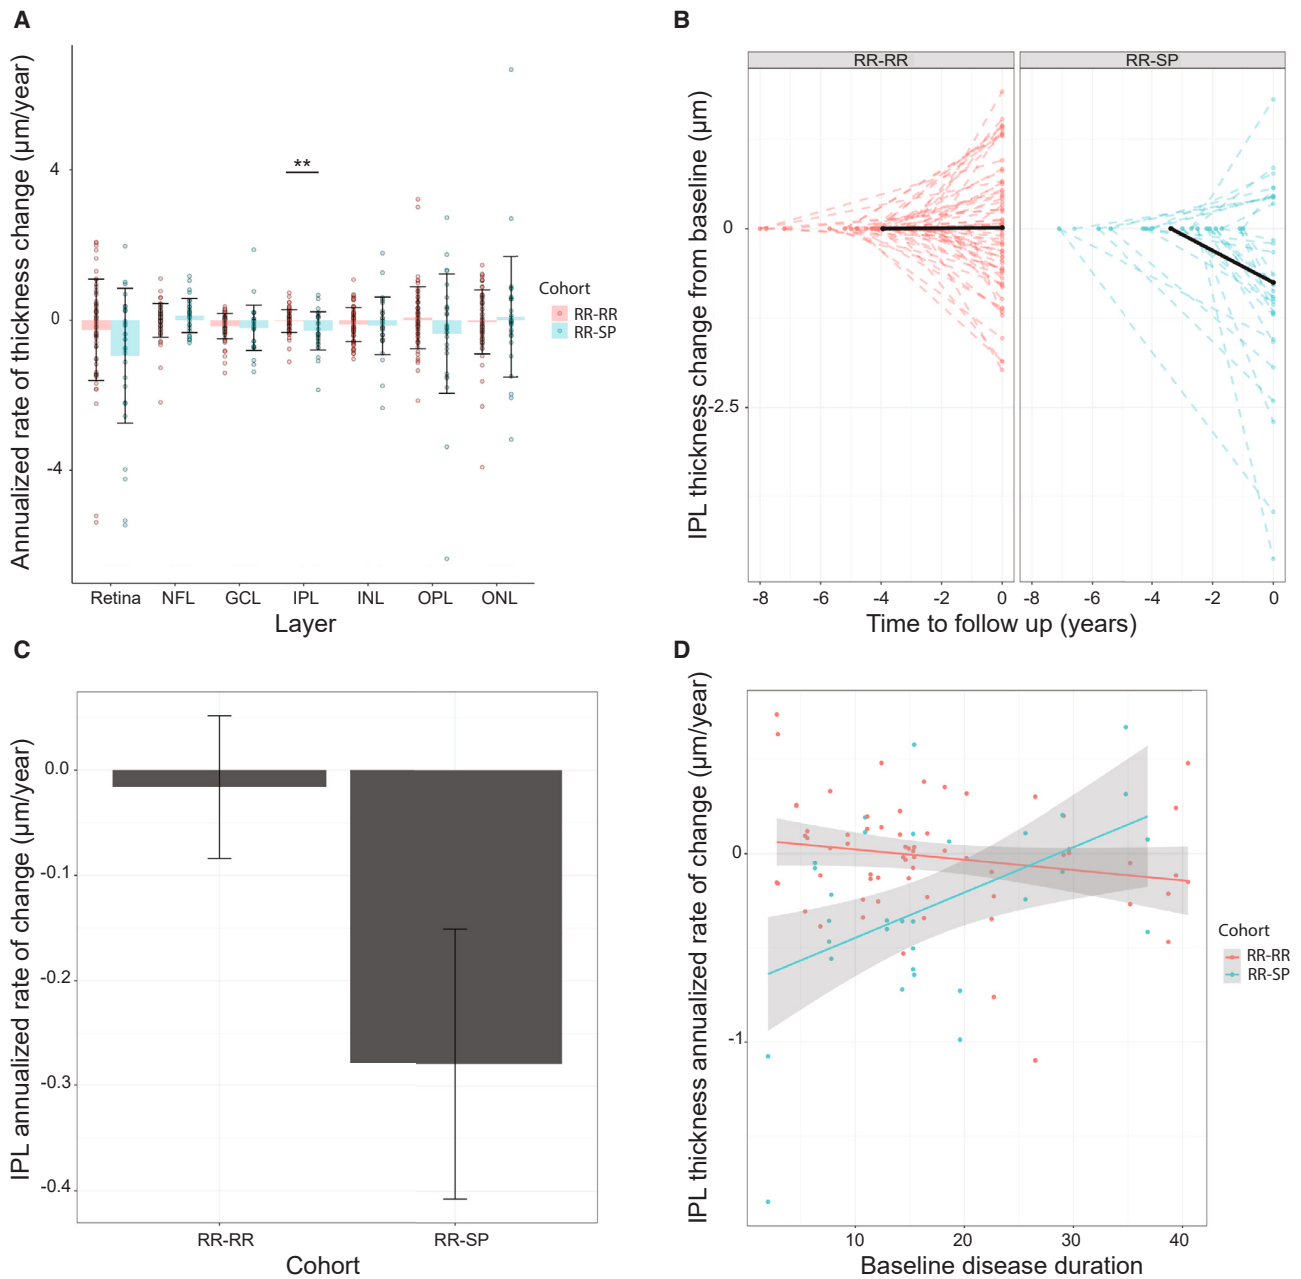 A
Annualized rate of thickness change (µm/year)
4
0
-4
**
Retina NFL GCL IPL INL OPL ONL
Layer
Cohort
RR-RR
RR-SP
B
RR-RR RR-SP
IPL thickness change from baseline (µm)
0
-2.5
-8 -6 -4 -2 0 -8 -6 -4 -2 0
Time to follow up (years)
C
IPL annualized rate of change (µm/year)
0.0
-0.1
-0.2
-0.3
-0.4
RR-RR RR-SP
Cohort
D
IPL thickness annualized rate of change (µm/year)
0
-1
10 20 30 40
Baseline disease duration
Cohort
RR-RR
RR-SP